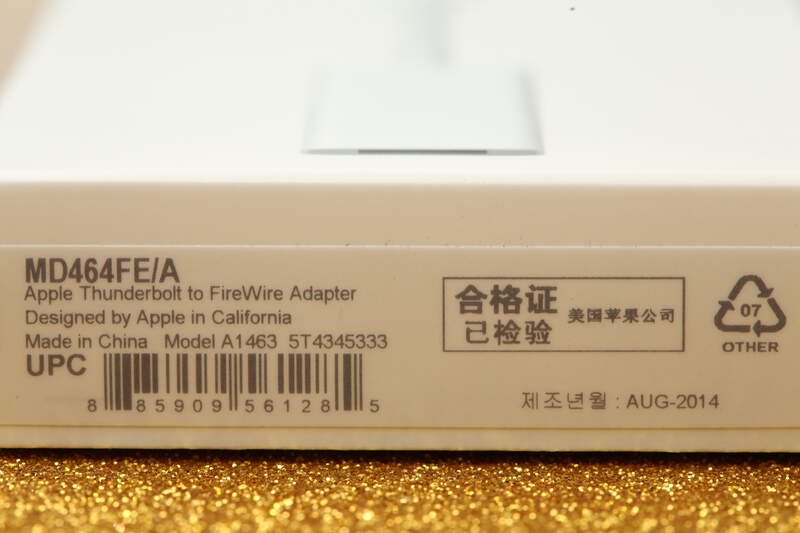 MD464FE/A
Apple Thunderbolt to FireWire Adapter
Designed by Apple in California
Made in China Model A1463 5T4345333
UPC
8 85909 56128 5
合格证
已检验
美国苹果公司
07
OTHER
제조년월 : AUG-2014